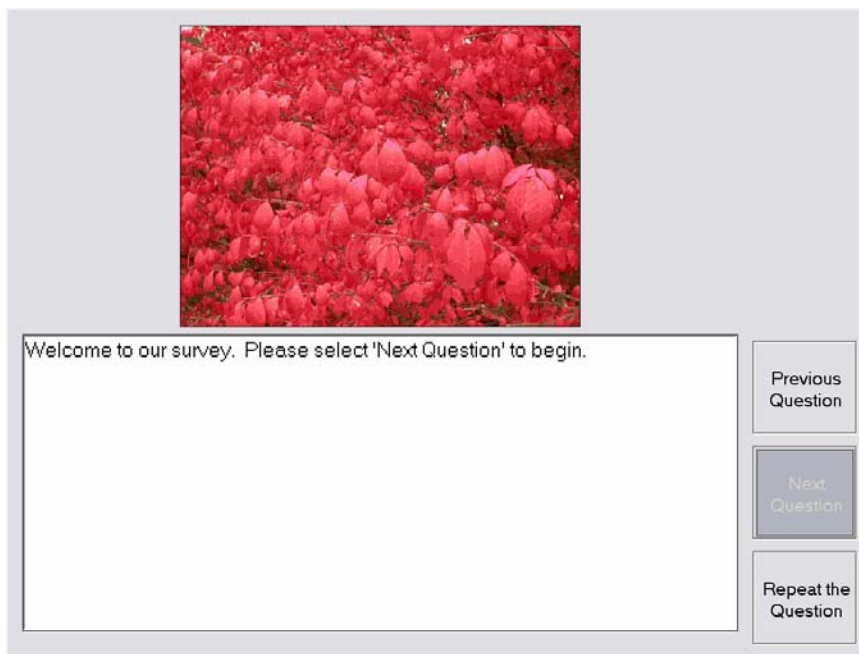 Welcome to our survey.  Please select 'Next Question' to begin.
Previous
Question
Next
Question
Repeat the
Question